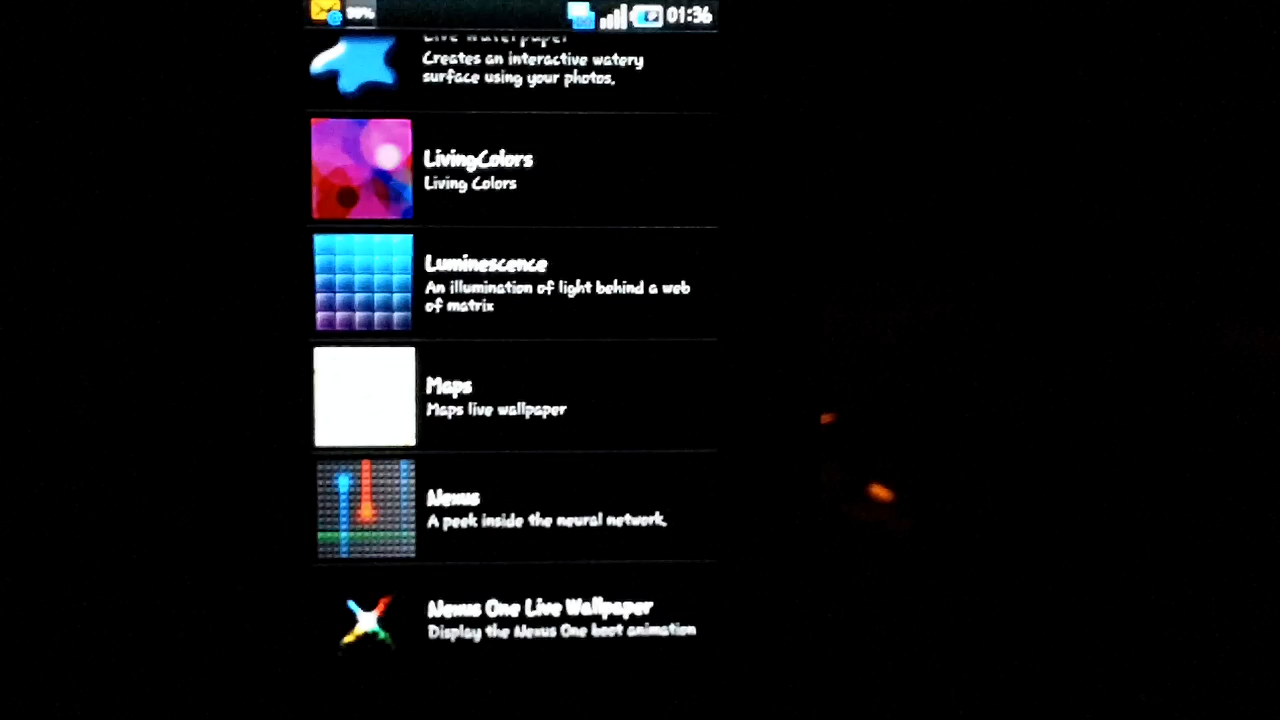 01:36
Live Waterpaper
Creates an interactive watery
surface using your photos.
LivingColors
Living Colors
Luminescence
An illumination of light behind a web
of matrix
Maps
Maps live wallpaper
Nexus
A peek inside the neural network.
Nexus One Live Wallpaper
Display the Nexus One boot animation